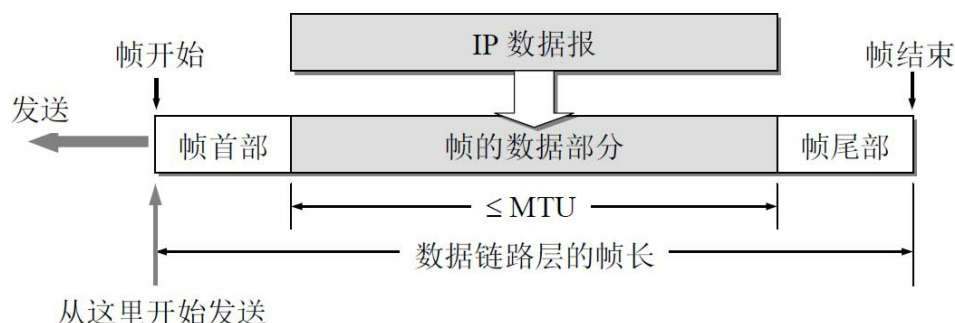 IP 数据报
帧开始
帧结束
发送
帧首部
帧的数据部分
帧尾部
≤ MTU
数据链路层的帧长
从这里开始发送